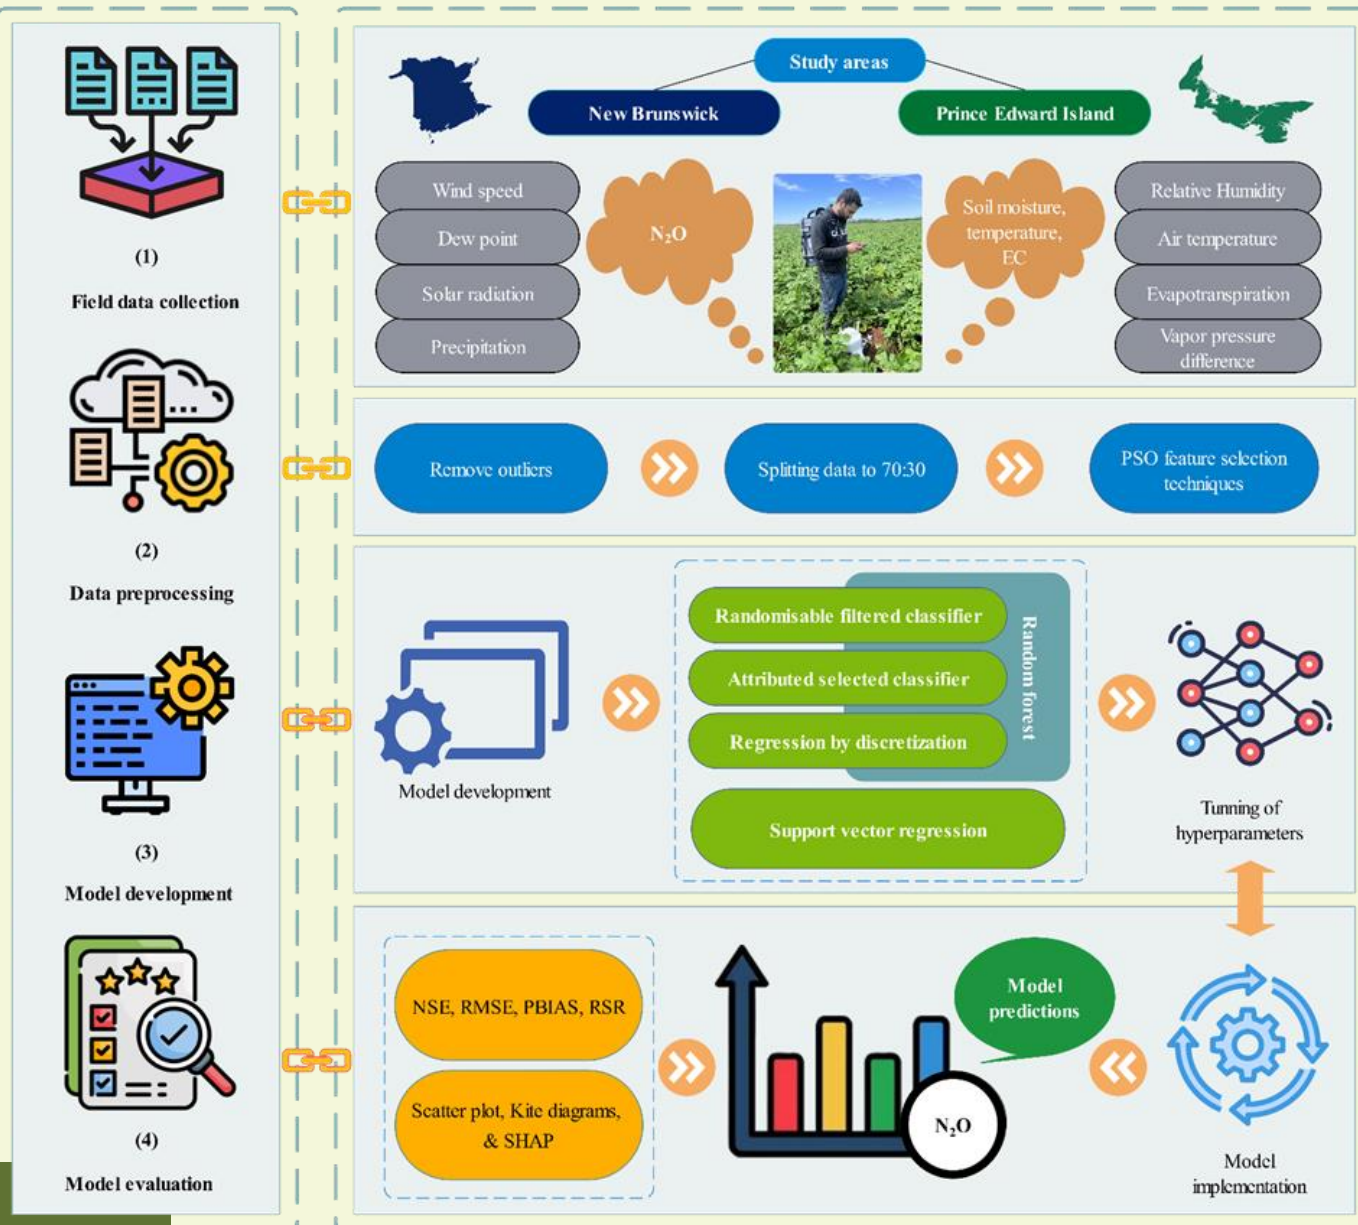 (1)
Field data collection
(2)
Data preprocessing
(3)
Model development
(4)
Model evaluation
Study areas
New Brunswick
Prince Edward Island
Wind speed
Dew point
Solar radiation
Precipitation
N₂O
Soil moisture,
temperature,
EC
Relative Humidity
Air temperature
Evapotranspiration
Vapor pressure
difference
Remove outliers
Splitting data to 70:30
PSO feature selection
techniques
Model development
Randomisable filtered classifier
Attributed selected classifier
Regression by discretization
Random forest
Support vector regression
Tunning of
hyperparameters
NSE, RMSE, PBIAS, RSR
Scatter plot, Kite diagrams,
& SHAP
Model
predictions
N₂O
Model
implementation